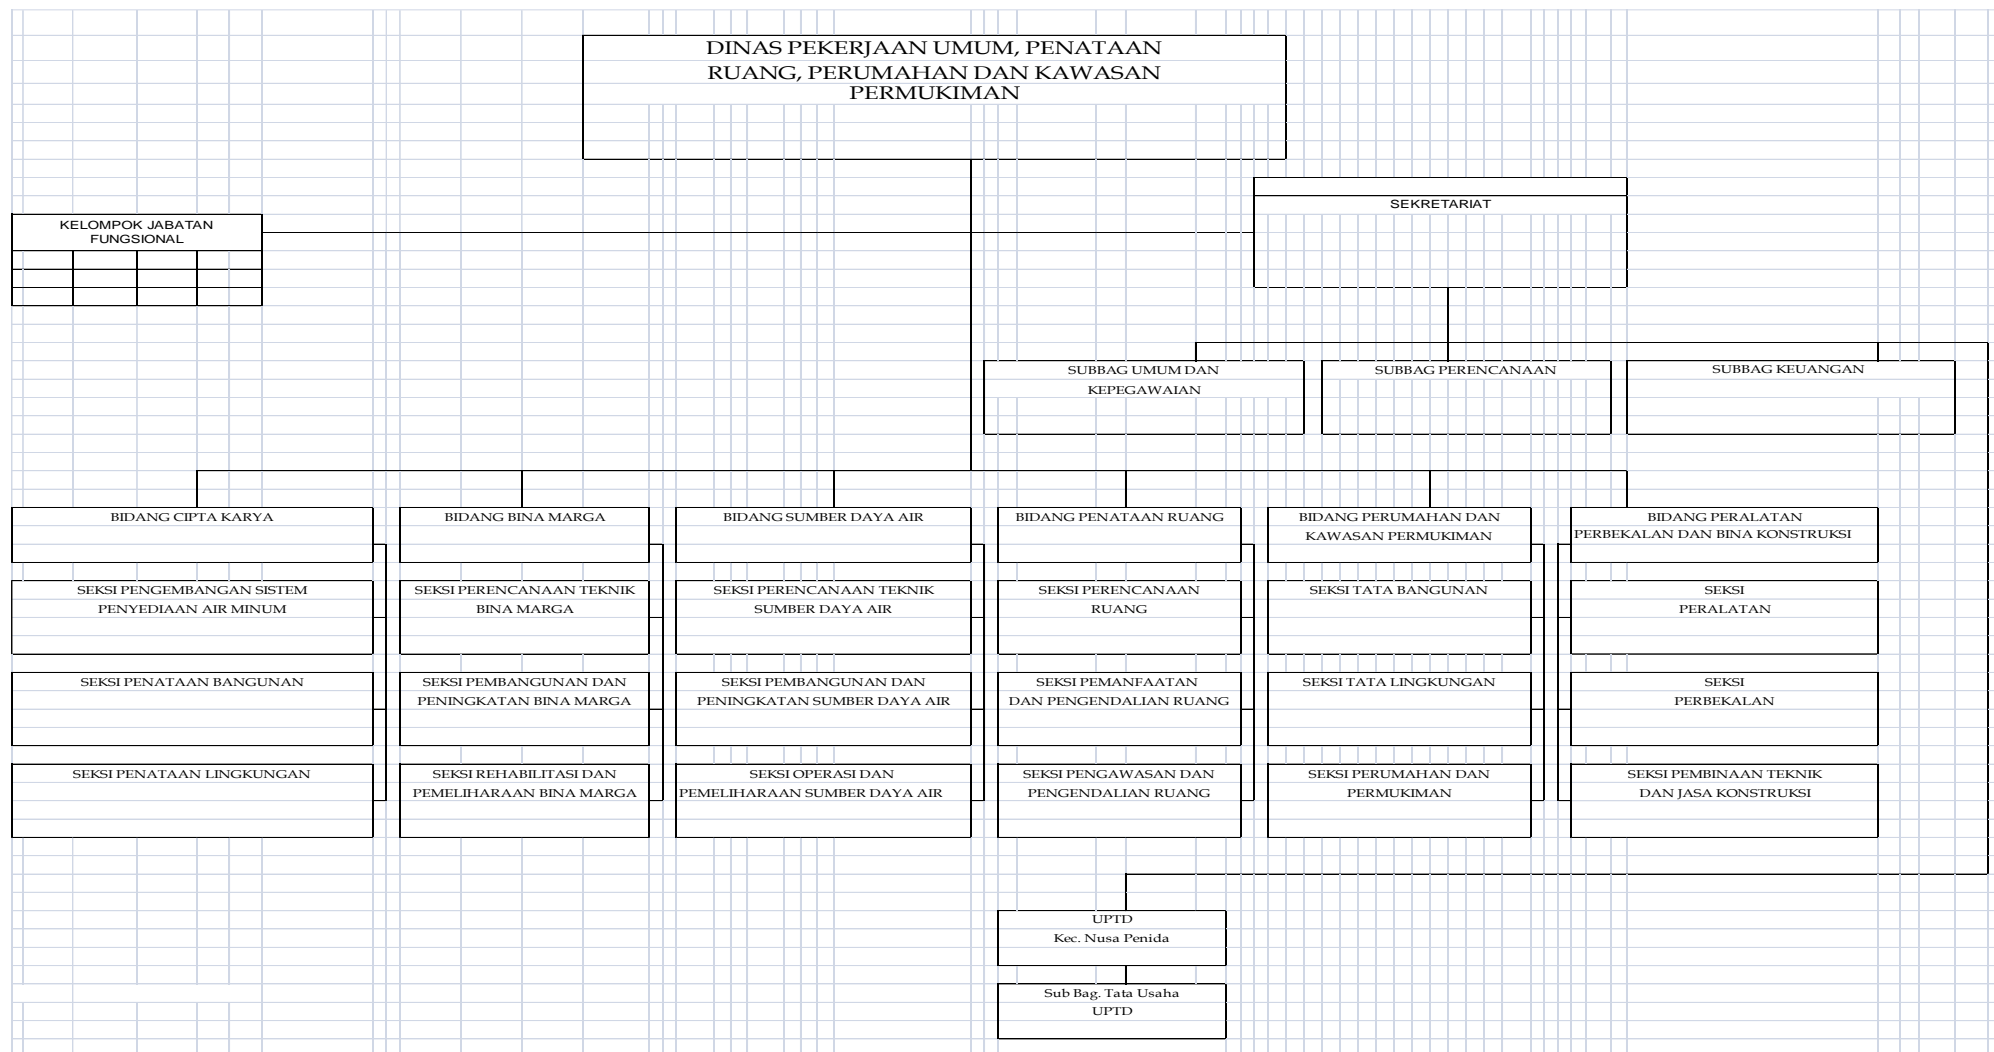 DINAS PEKERJAAN UMUM, PENATAAN
RUANG, PERUMAHAN DAN KAWASAN
PERMUKIMAN
SEKRETARIAT
KELOMPOK JABATAN
FUNGSIONAL
SUBBAG UMUM DAN
KEPEGAWAIAN
SUBBAG PERENCANAAN
SUBBAG KEUANGAN
BIDANG CIPTA KARYA
BIDANG BINA MARGA
BIDANG SUMBER DAYA AIR
BIDANG PENATAAN RUANG
BIDANG PERUMAHAN DAN
KAWASAN PERMUKIMAN
BIDANG PERALATAN
PERBEKALAN DAN BINA KONSTRUKSI
SEKSI PENGEMBANGAN SISTEM
PENYEDIAAN AIR MINUM
SEKSI PERENCANAAN TEKNIK
BINA MARGA
SEKSI PERENCANAAN TEKNIK
SUMBER DAYA AIR
SEKSI PERENCANAAN
RUANG
SEKSI TATA BANGUNAN
SEKSI
PERALATAN
SEKSI PENATAAN BANGUNAN
SEKSI PEMBANGUNAN DAN
PENINGKATAN BINA MARGA
SEKSI PEMBANGUNAN DAN
PENINGKATAN SUMBER DAYA AIR
SEKSI PEMANFAATAN
DAN PENGENDALIAN RUANG
SEKSI TATA LINGKUNGAN
SEKSI
PERBEKALAN
SEKSI PENATAAN LINGKUNGAN
SEKSI REHABILITASI DAN
PEMELIHARAAN BINA MARGA
SEKSI OPERASI DAN
PEMELIHARAAN SUMBER DAYA AIR
SEKSI PENGAWASAN DAN
PENGENDALIAN RUANG
SEKSI PERUMAHAN DAN
PERMUKIMAN
SEKSI PEMBINAAN TEKNIK
DAN JASA KONSTRUKSI
UPTD
Kec. Nusa Penida
Sub Bag. Tata Usaha
UPTD